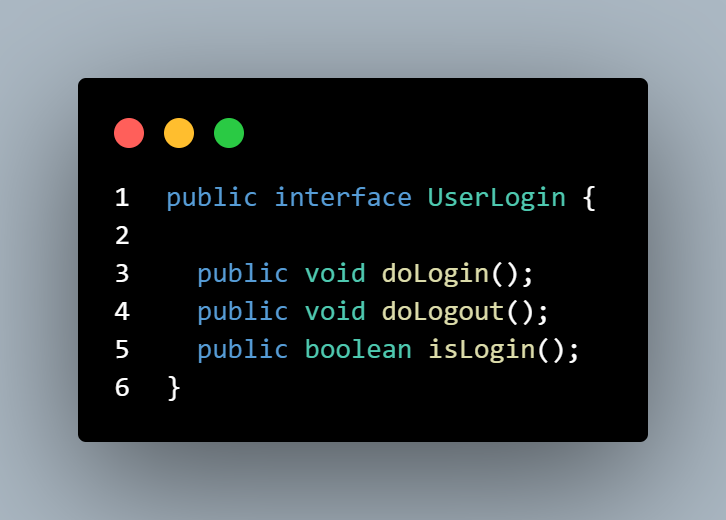 1 public interface UserLogin {
2
3   public void doLogin();
4   public void doLogout();
5   public boolean isLogin();
6 }